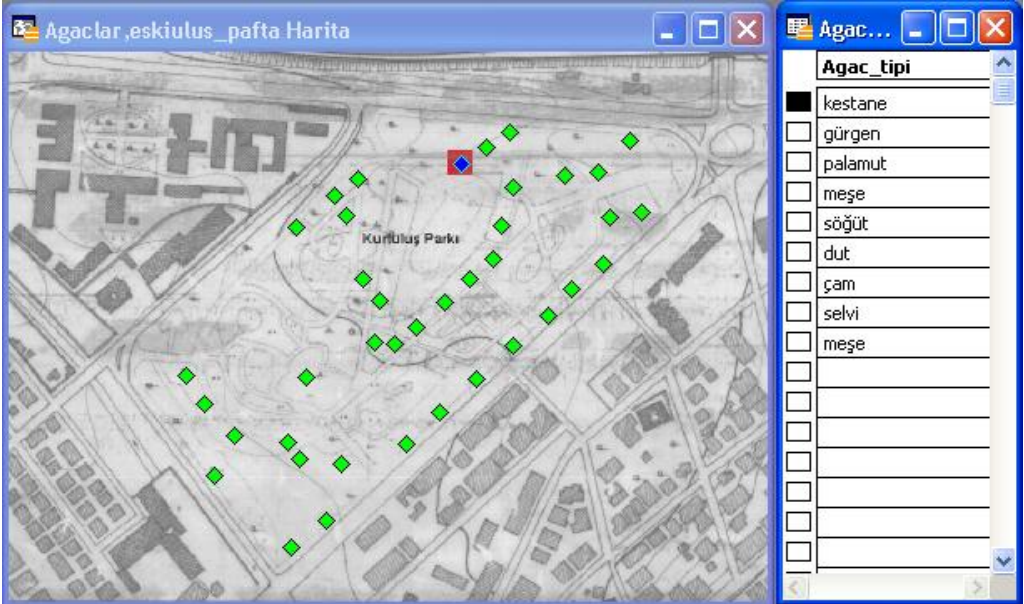 Agaclar ,eskiulus_pafta Harita
Kurtuluş Parkı
Agac...
Agac_tipi
kestane
gürgen
palamut
meşe
söğüt
dut
çam
selvi
meşe